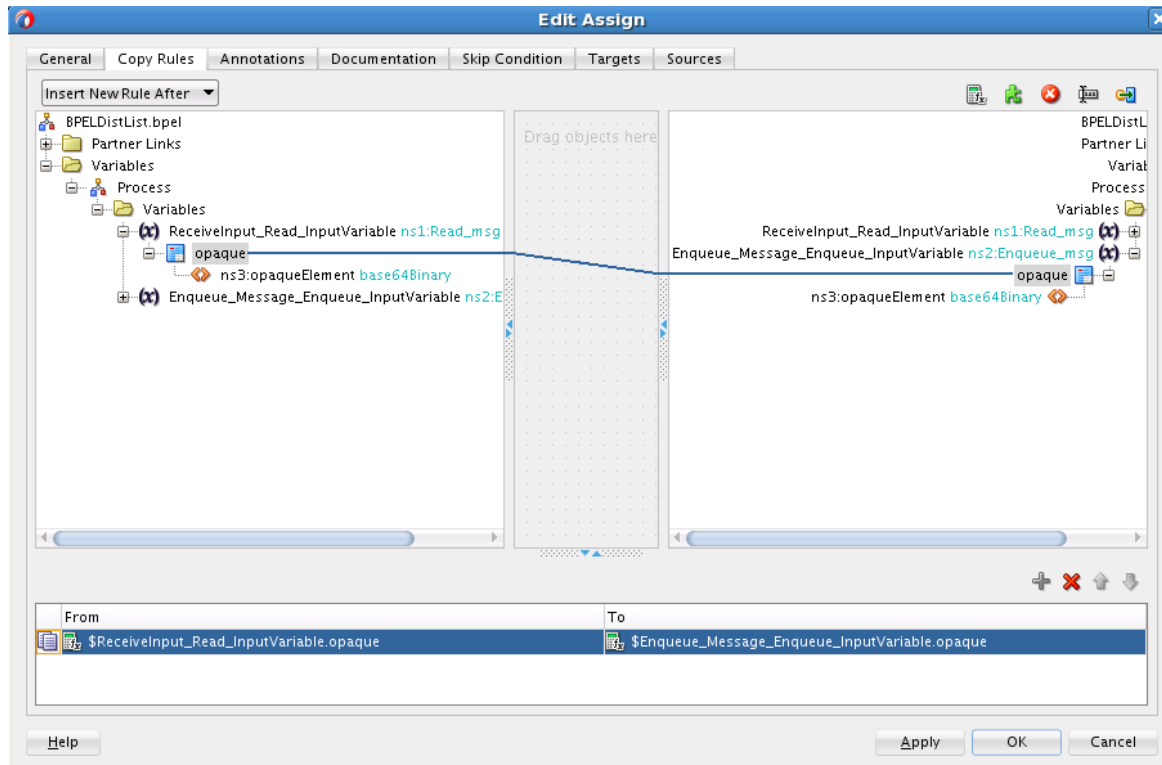 Edit Assign
General Copy Rules Annotations Documentation Skip Condition Targets Sources
Insert New Rule After
BPELDistList.bpel
Partner Links
Variables
Process
Variables
ReceiveInput_Read_InputVariable ns1:Read_msg
opaque
ns3:opaqueElement base64Binary
Enqueue_Message_Enqueue_InputVariable ns2:E
Drag objects here
BPELDistL
Partner Li
Variab
Process
Variables
ReceiveInput_Read_InputVariable ns1:Read_msg
Enqueue_Message_Enqueue_InputVariable ns2:Enqueue_msg
opaque
ns3:opaqueElement base64Binary
From To
$ReceiveInput_Read_InputVariable.opaque $Enqueue_Message_Enqueue_InputVariable.opaque
Help Apply OK Cancel